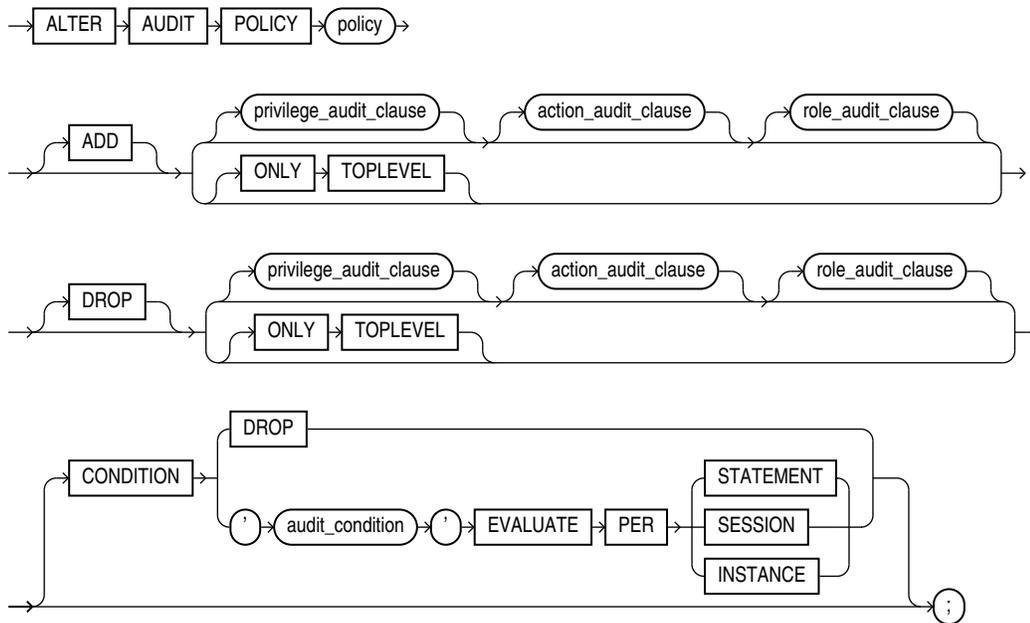 ALTER AUDIT POLICY policy
privilege_audit_clause action_audit_clause role_audit_clause
ADD
ONLY TOPLEVEL
privilege_audit_clause action_audit_clause role_audit_clause
DROP
ONLY TOPLEVEL
DROP
CONDITION STATEMENT
' audit_condition ' EVALUATE PER SESSION
INSTANCE
;